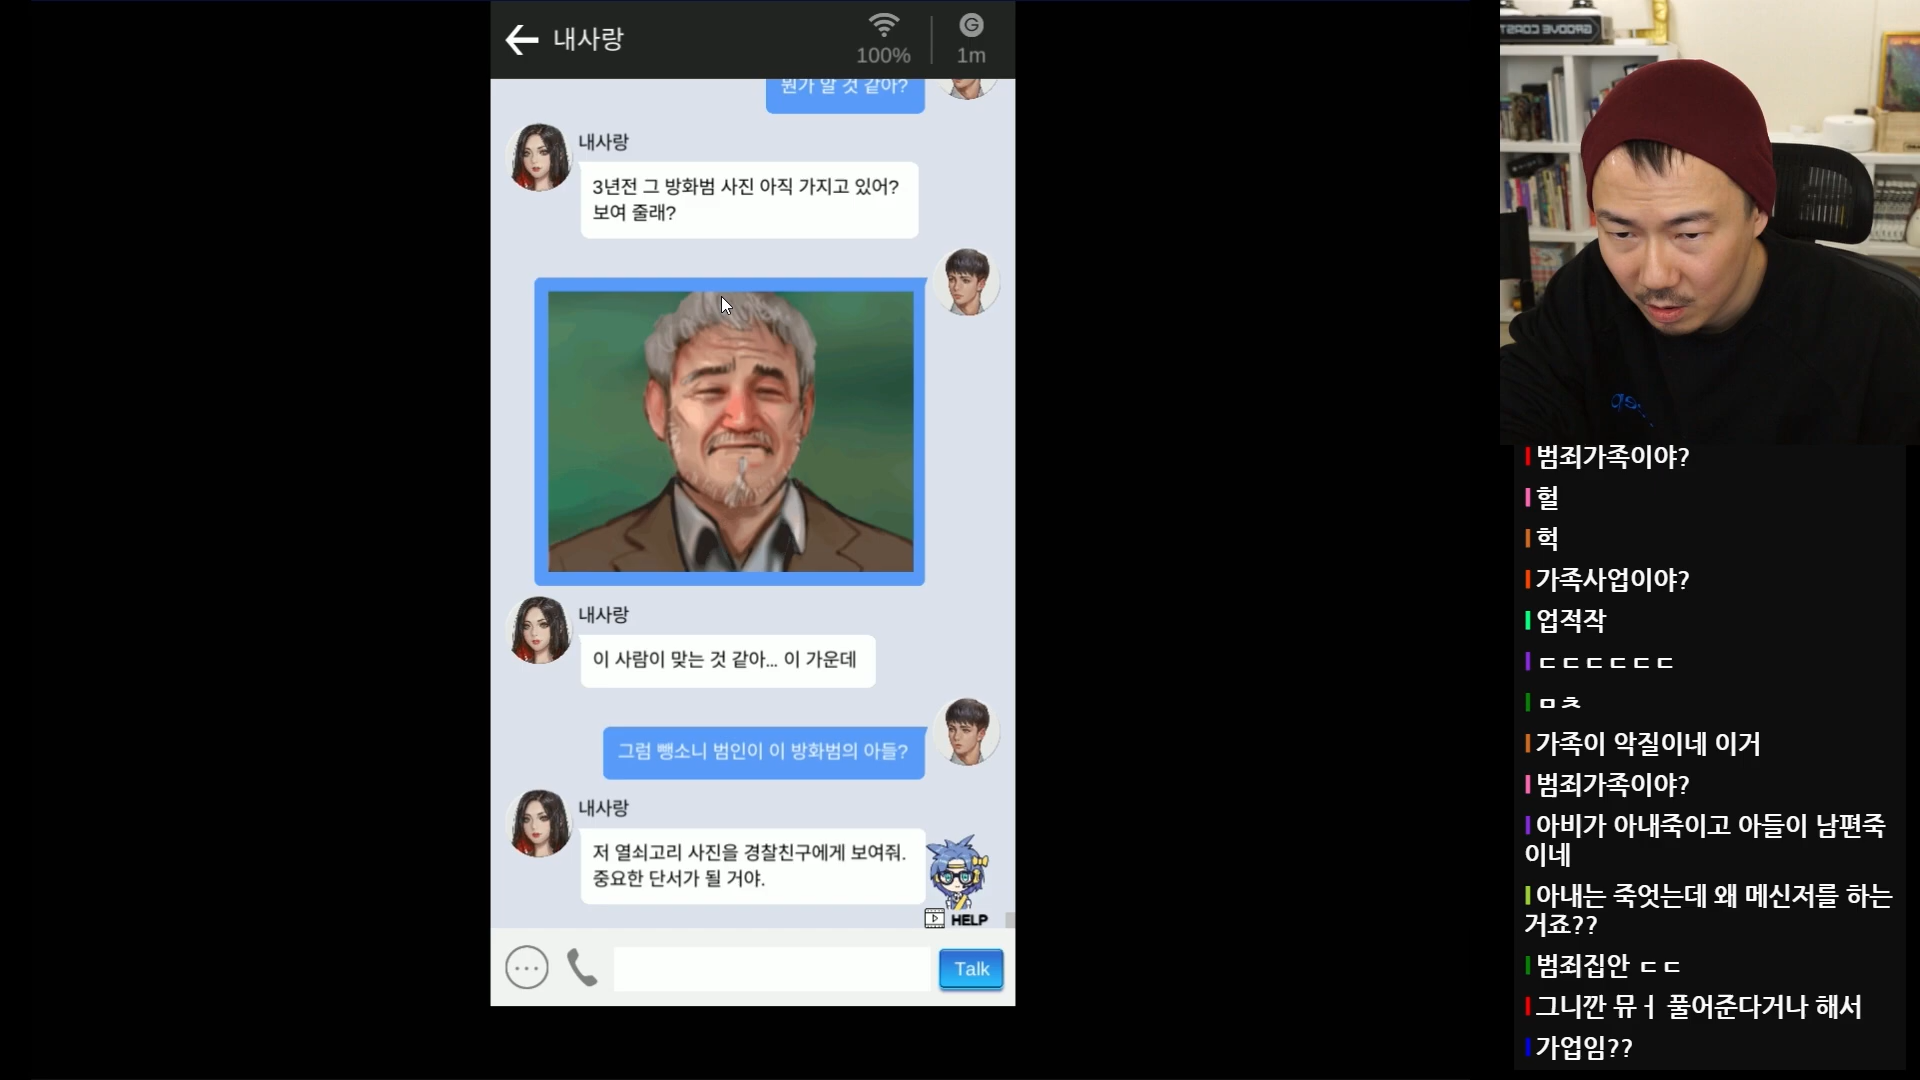 내사랑
100%
G
1m
뭔가 알 것 같아?
내사랑
3년전 그 방화범 사진 아직 가지고 있어?
보여 줄래?
내사랑
이 사람이 맞는 것 같아... 이 가운데
그럼 뺑소니 범인이 이 방화범의 아들?
내사랑
저 열쇠고리 사진을 경찰친구에게 보여줘.
중요한 단서가 될 거야.
HELP
Talk
범죄가족이야?
헐
헉
가족사업이야?
업적작
ㄷㄷㄷㄷㄷㄷ
ㅁㅊ
가족이 악질이네 이거
범죄가족이야?
아비가 아내죽이고 아들이 남편죽
이네
아내는 죽엇는데 왜 메신저를 하는
거죠??
범죄집안 ㄷㄷ
그니깐 뮤ㅓ 풀어준다거나 해서
가업임??